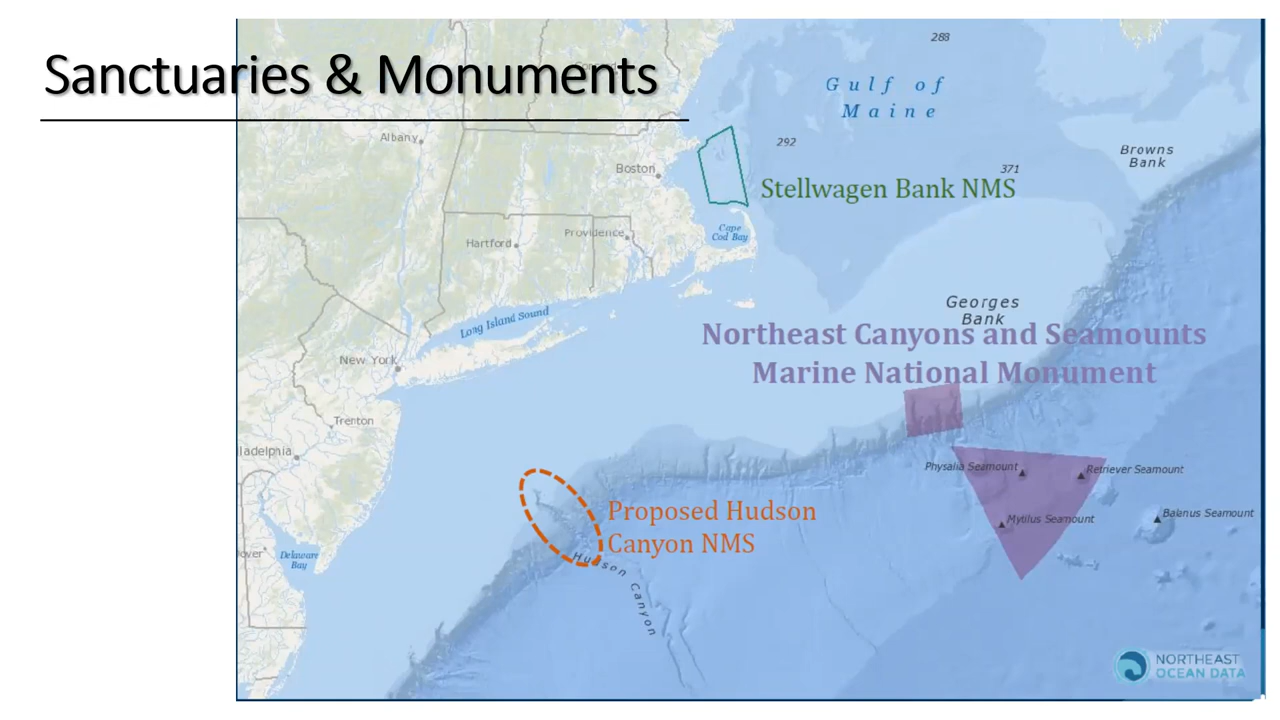 Sanctuaries & Monuments
288
Gulf of
Maine
Albany
292
Browns
Bank
Boston
371
Stellwagen Bank NMS
Cape
Cod Bay
Providence
Hartford
Georges
Bank
Long Island Sound
Northeast Canyons and Seamounts
Marine National Monument
New York
Trenton
ladelphia
Physalia Seamount
Retriever Seamount
Proposed Hudson
Canyon NMS
Mytilus Seamount
Balanus Seamount
over
Delaware
Bay
Hudson Canyon
NORTHEAST
OCEAN DATA